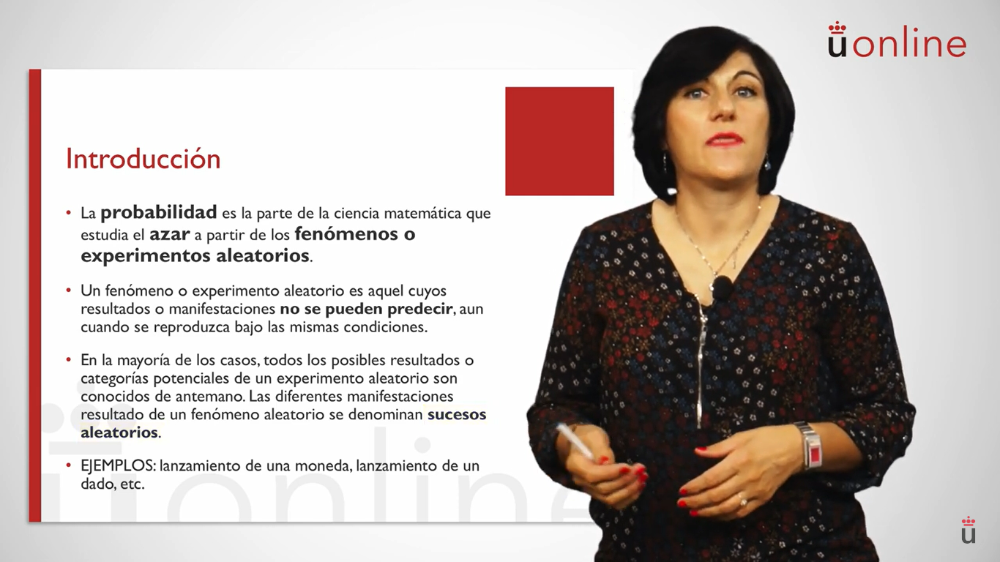 uonline
Introducción
• La probabilidad es la parte de la ciencia matemática que
estudia el azar a partir de los fenómenos o
experimentos aleatorios.
• Un fenómeno o experimento aleatorio es aquel cuyos
resultados o manifestaciones no se pueden predecir, aun
cuando se reproduzca bajo las mismas condiciones.
• En la mayoría de los casos, todos los posibles resultados o
categorías potenciales de un experimento aleatorio son
conocidos de antemano. Las diferentes manifestaciones
resultado de un fenómeno aleatorio se denominan sucesos
aleatorios.
• EJEMPLOS: lanzamiento de una moneda, lanzamiento de un
dado, etc.
uonline
u